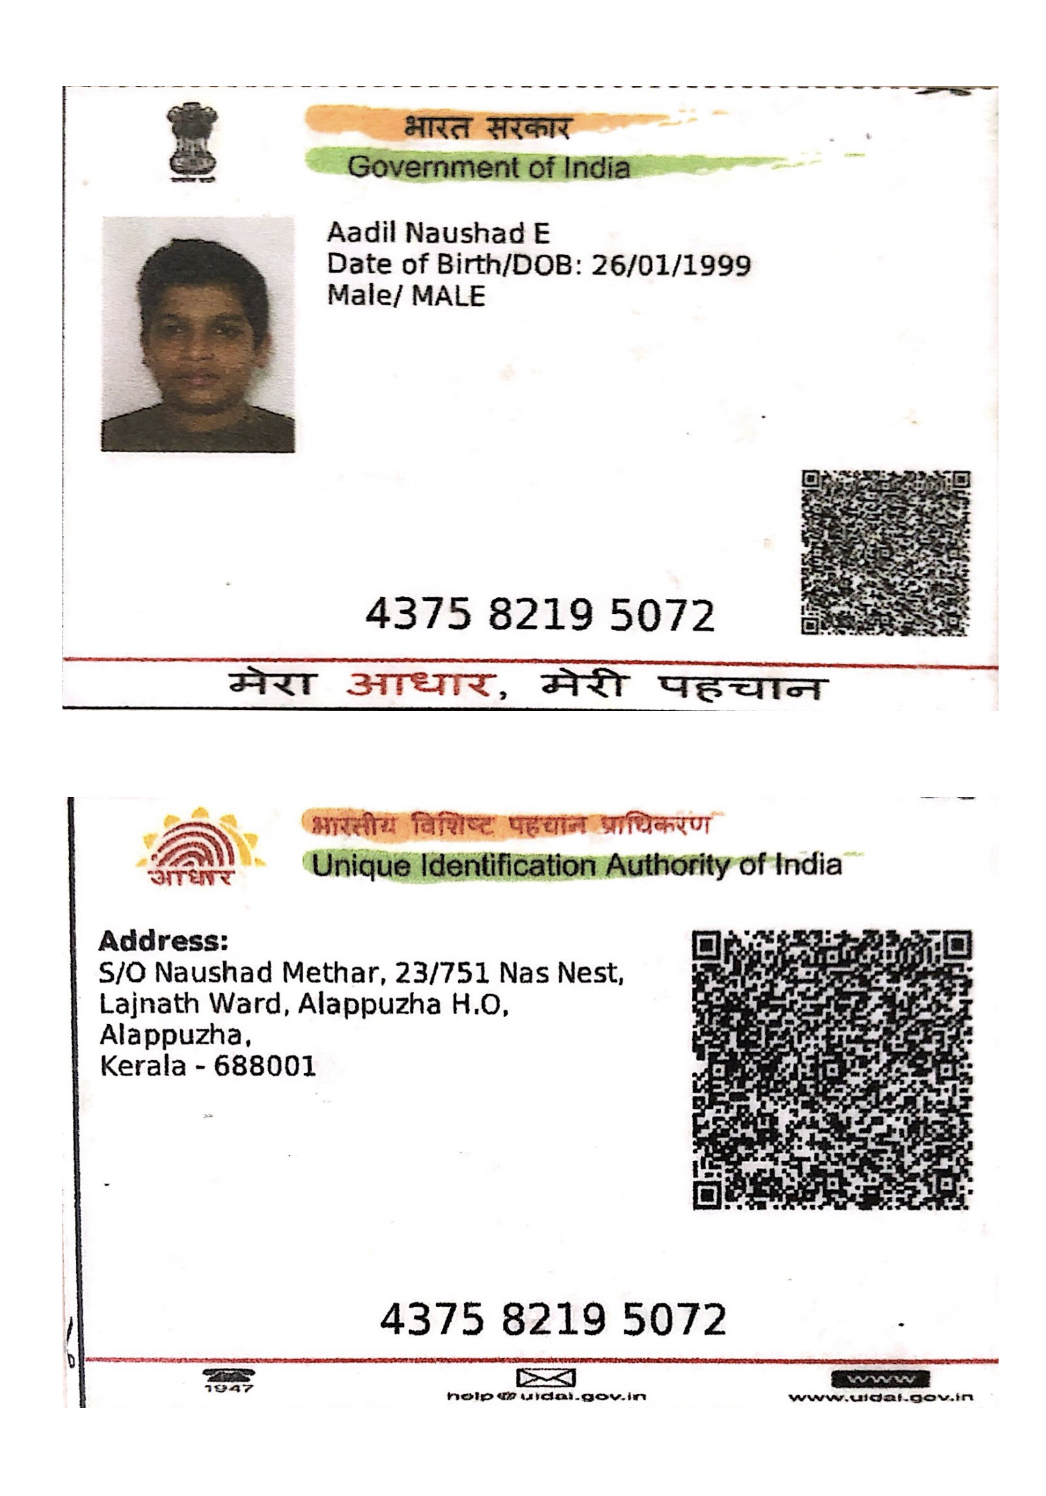 भारत सरकार
Government of India
Aadil Naushad E
Date of Birth/DOB: 26/01/1999
Male/ MALE
4375 8219 5072
मेरा आधार, मेरी पहचान
भारतीय विशिष्ट पहचान प्राधिकरण
Unique Identification Authority of India
आधार
Address:
S/O Naushad Methar, 23/751 Nas Nest,
Lajnath Ward, Alappuzha H.O,
Alappuzha,
Kerala - 688001
4375 8219 5072
1947
help@uidai.gov.in
www
www.uidai.gov.in